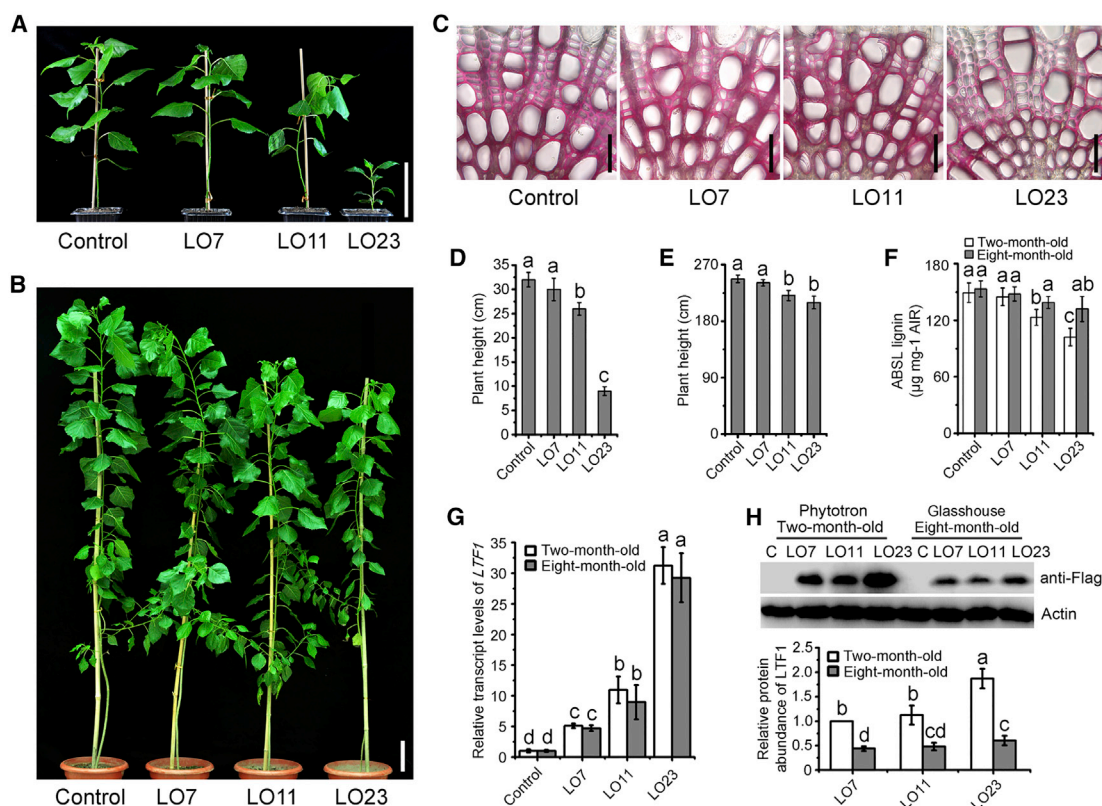 A
Control
LO7
LO11
LO23
B
Control
LO7
LO11
LO23
C
Control
LO7
LO11
LO23
D
Plant height (cm)
35
30
25
20
15
10
5
0
a
a
b
c
Control
LO7
LO11
LO23
E
Plant height (cm)
270
180
90
0
a
a
b
b
Control
LO7
LO11
LO23
F
Two-month-old
Eight-month-old
ABSL lignin
(µg mg-1 AIR)
180
120
60
0
aa
aa
b
a
c
ab
Control
LO7
LO11
LO23
G
Two-month-old
Eight-month-old
Relative transcript levels of LTF1
35
30
25
20
15
10
5
0
d d
c c
b
b
a
a
Control
LO7
LO11
LO23
H
Phytotron
Two-month-old
Glasshouse
Eight-month-old
C LO7 LO11 LO23 C LO7 LO11 LO23
anti-Flag
Actin
Two-month-old
Eight-month-old
Relative protein
abundance of LTF1
2.5
2.0
1.5
1.0
0.5
0
b
d
b
cd
a
c
LO7
LO11
LO23